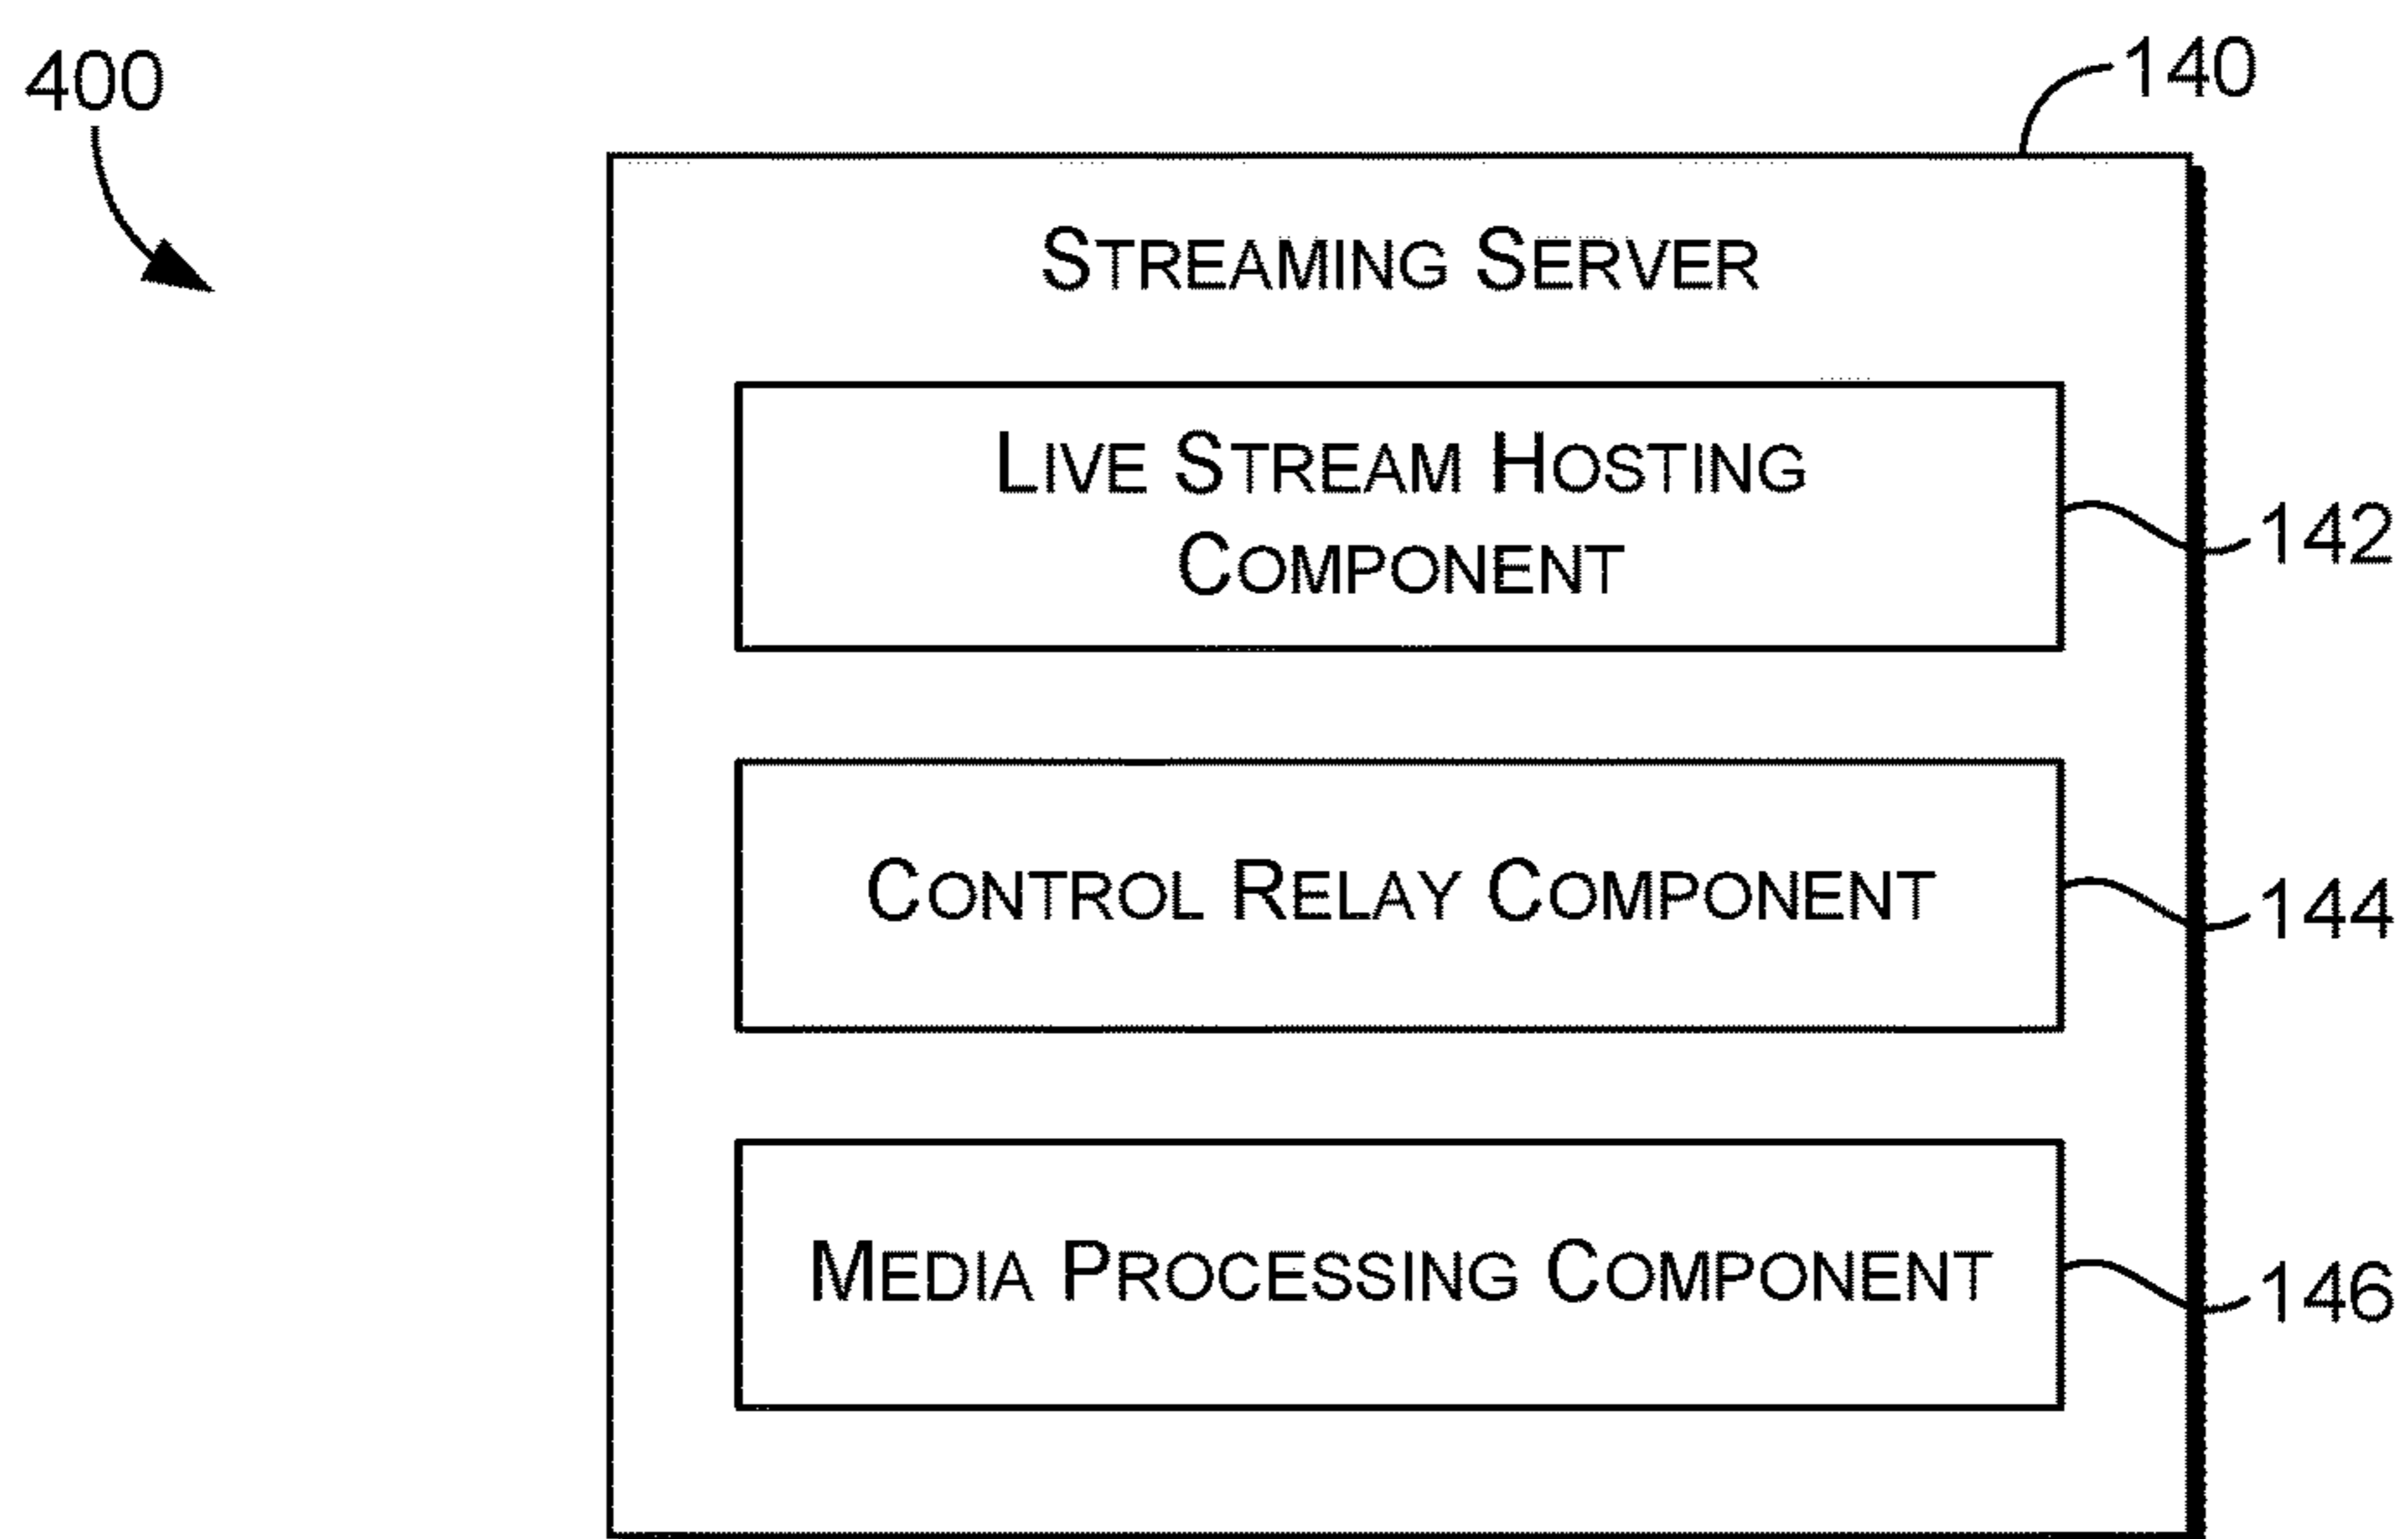 400
140
STREAMING SERVER
LIVE STREAM HOSTING
COMPONENT
142
CONTROL RELAY COMPONENT
144
MEDIA PROCESSING COMPONENT
146